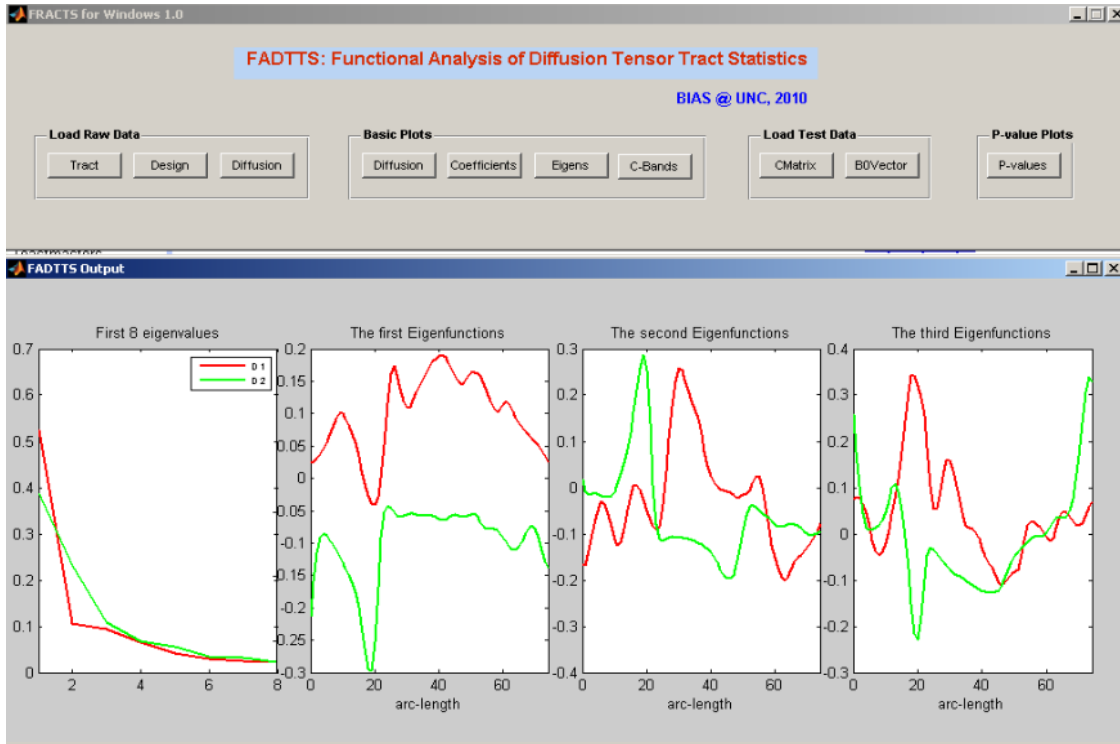 FRACTS for Windows 1.0
FADTTS: Functional Analysis of Diffusion Tensor Tract Statistics
BIAS @ UNC, 2010
Load Raw Data
Basic Plots
Load Test Data
P-value Plots
Tract
Design
Diffusion
Diffusion
Coefficients
Eigens
C-Bands
CMatrix
B0Vector
P-values
FADTTS Output
First 8 eigenvalues
The first Eigenfunctions
The second Eigenfunctions
The third Eigenfunctions
0.7
0.6
0.5
0.4
0.3
0.2
0.1
0
2
4
6
8
D 1
D 2
0.2
0.15
0.1
0.05
0
-0.05
-0.1
-0.15
-0.2
-0.25
-0.3
0
20
40
60
arc-length
0.3
0.2
0.1
0
-0.1
-0.2
-0.3
-0.4
0
20
40
60
arc-length
0.4
0.3
0.2
0.1
0
-0.1
-0.2
-0.3
0
20
40
60
arc-length